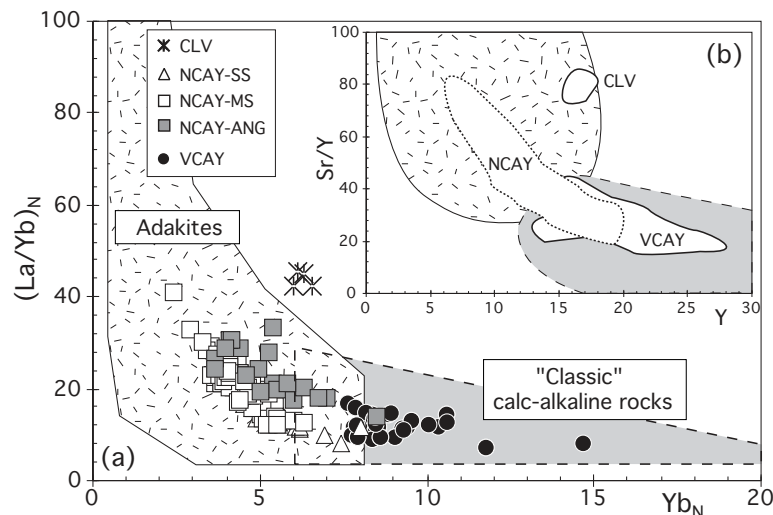 100
80
60
40
20
0
(La/Yb)N
CLV
NCAY-SS
NCAY-MS
NCAY-ANG
VCAY
Adakites
"Classic"
calc-alkaline rocks
(a)
0
5
10
15
20
YbN
100
80
60
40
20
0
Sr/Y
(b)
CLV
NCAY
VCAY
0
5
10
15
20
25
30
Y